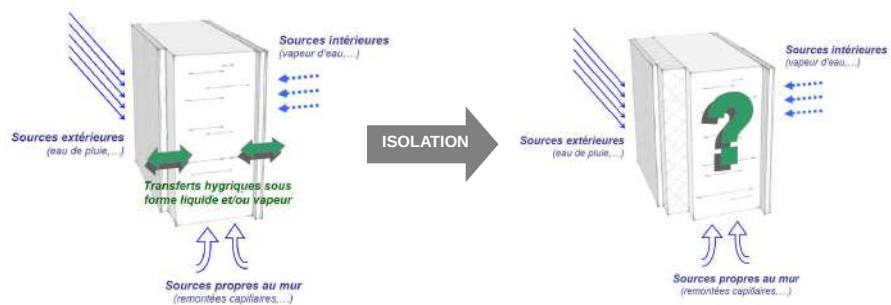 Sources intérieures
(vapeur d'eau,...)
Sources extérieures
(eau de pluie,...)
Transferts hygriques sous
forme liquide et/ou vapeur
Sources propres au mur
(remontées capillaires,...)
ISOLATION
Sources intérieures
(vapeur d'eau,...)
Sources extérieures
(eau de pluie,...)
?
Sources propres au mur
(remontées capillaires,...)